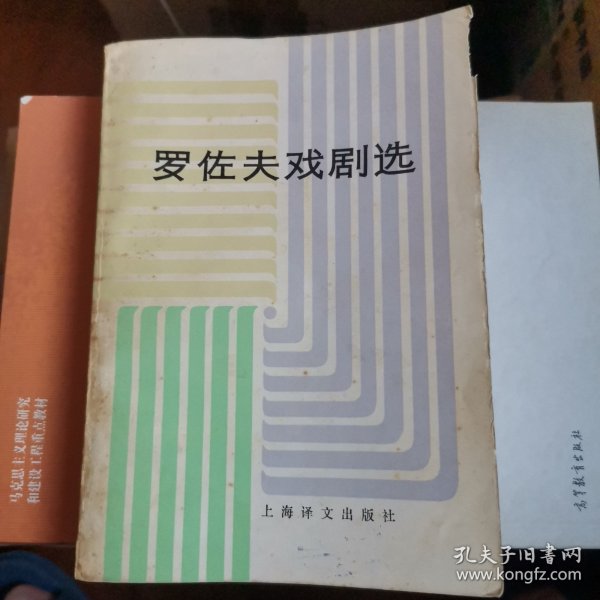 罗佐夫戏剧选
上海译文出版社
马克思主义理论研究
和建设工程重点教材
高等教育出版社
孔夫子旧书网
www.kongfz.com